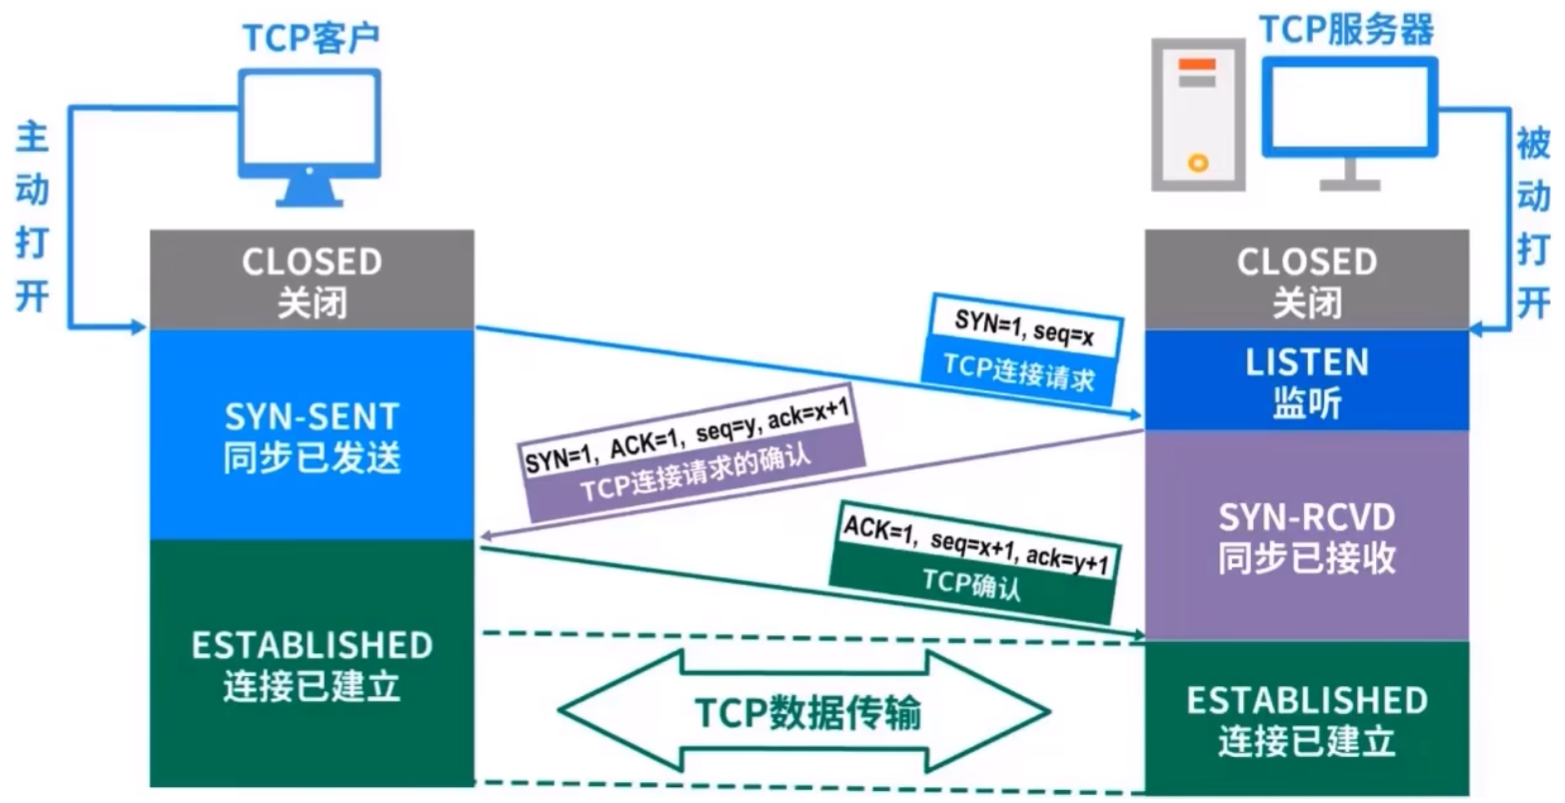 TCP客户
TCP服务器
主动打开
被动打开
CLOSED
关闭
CLOSED
关闭
SYN=1, seq=x
TCP连接请求
LISTEN
监听
SYN-SENT
同步已发送
SYN=1, ACK=1, seq=y, ack=x+1
TCP连接请求的确认
ACK=1, seq=x+1, ack=y+1
TCP确认
SYN-RCVD
同步已接收
ESTABLISHED
连接已建立
TCP数据传输
ESTABLISHED
连接已建立